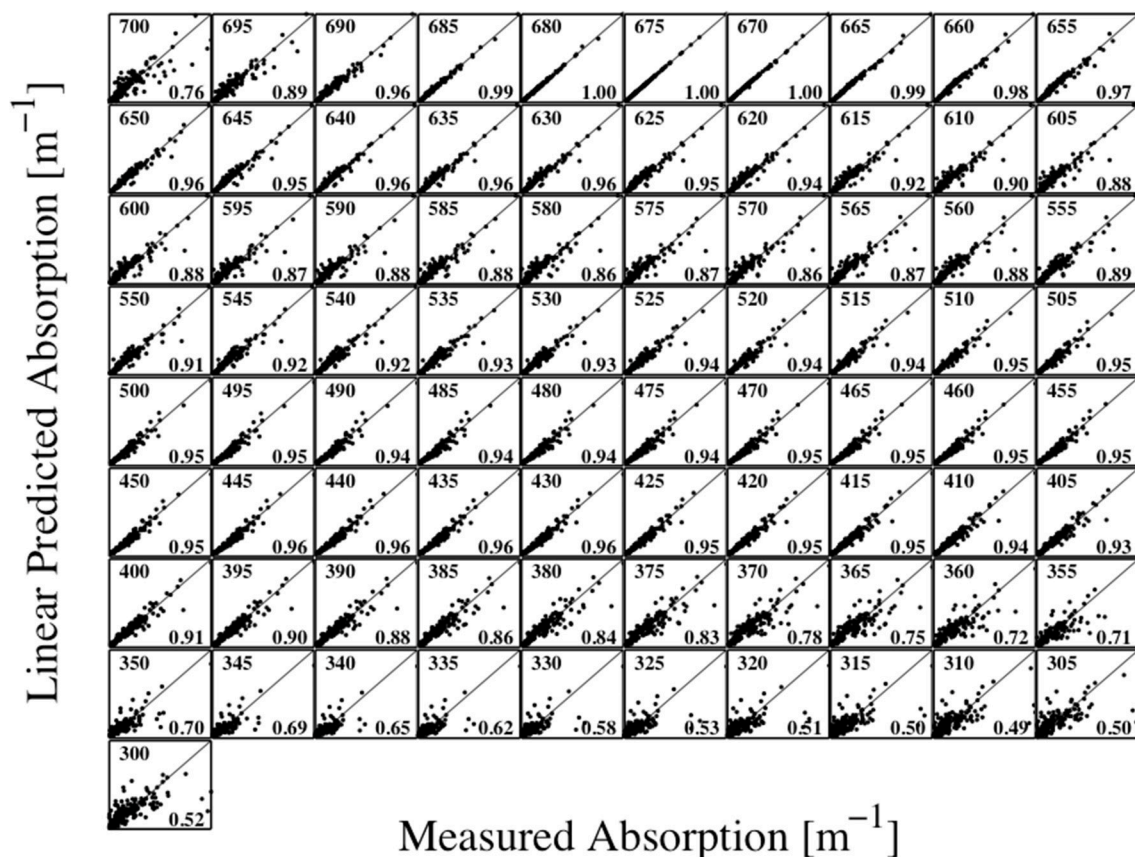 Linear Predicted Absorption [m⁻¹]
700 695 690 685 680 675 670 665 660 655
0.76 0.89 0.96 0.99 1.00 1.00 1.00 0.99 0.98 0.97
650 645 640 635 630 625 620 615 610 605
0.96 0.95 0.96 0.96 0.96 0.95 0.94 0.92 0.90 0.88
600 595 590 585 580 575 570 565 560 555
0.88 0.87 0.88 0.88 0.86 0.87 0.86 0.87 0.88 0.89
550 545 540 535 530 525 520 515 510 505
0.91 0.92 0.92 0.93 0.93 0.94 0.94 0.94 0.95 0.95
500 495 490 485 480 475 470 465 460 455
0.95 0.95 0.94 0.94 0.94 0.94 0.95 0.95 0.95 0.95
450 445 440 435 430 425 420 415 410 405
0.95 0.96 0.96 0.96 0.96 0.95 0.95 0.95 0.94 0.93
400 395 390 385 380 375 370 365 360 355
0.91 0.90 0.88 0.86 0.84 0.83 0.78 0.75 0.72 0.71
350 345 340 335 330 325 320 315 310 305
0.70 0.69 0.65 0.62 0.58 0.53 0.51 0.50 0.49 0.50
300
0.52
Measured Absorption [m⁻¹]